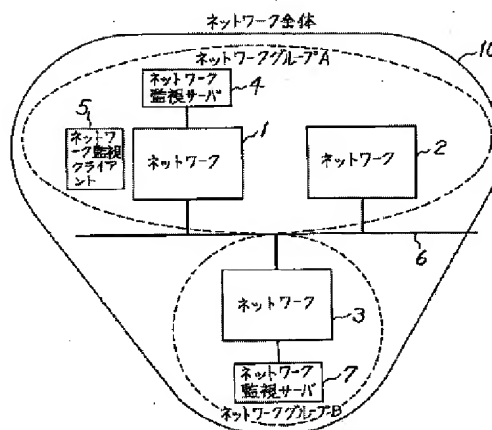 ネットワーク全体
10
ネットワークグループA
ネットワーク
監視サーバ
4
5
ネットワ
ーク監視
クライア
ント
1
ネットワーク
ネットワーク
2
6
ネットワーク
3
ネットワーク
監視サーバ
7
ネットワークグループB